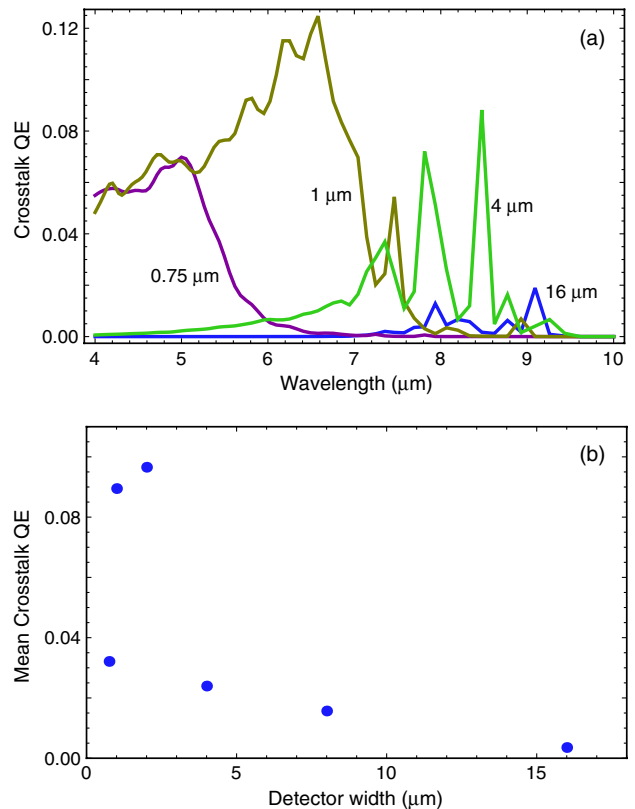 (a)
Crosstalk QE
0.12
0.08
0.04
0.00
0.75 μm
1 μm
4 μm
16 μm
4 5 6 7 8 9 10
Wavelength (μm)
(b)
Mean Crosstalk QE
0.08
0.04
0.00
0 5 10 15
Detector width (μm)